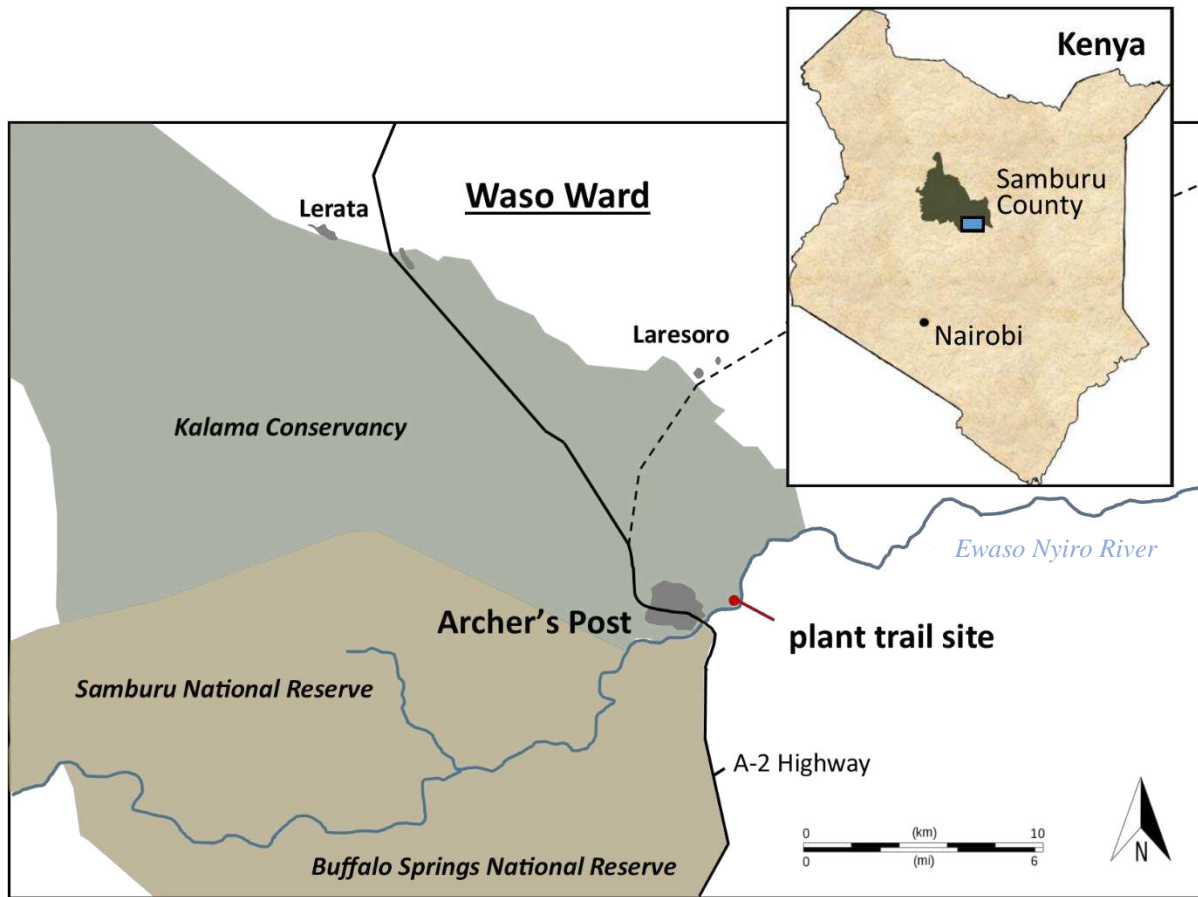 Kenya
Samburu
County
Nairobi
Waso Ward
Lerata
Laresoro
Kalama Conservancy
Ewaso Nyiro River
Archer's Post
plant trail site
Samburu National Reserve
A-2 Highway
Buffalo Springs National Reserve
0 (km) 10
0 (mi) 6
N